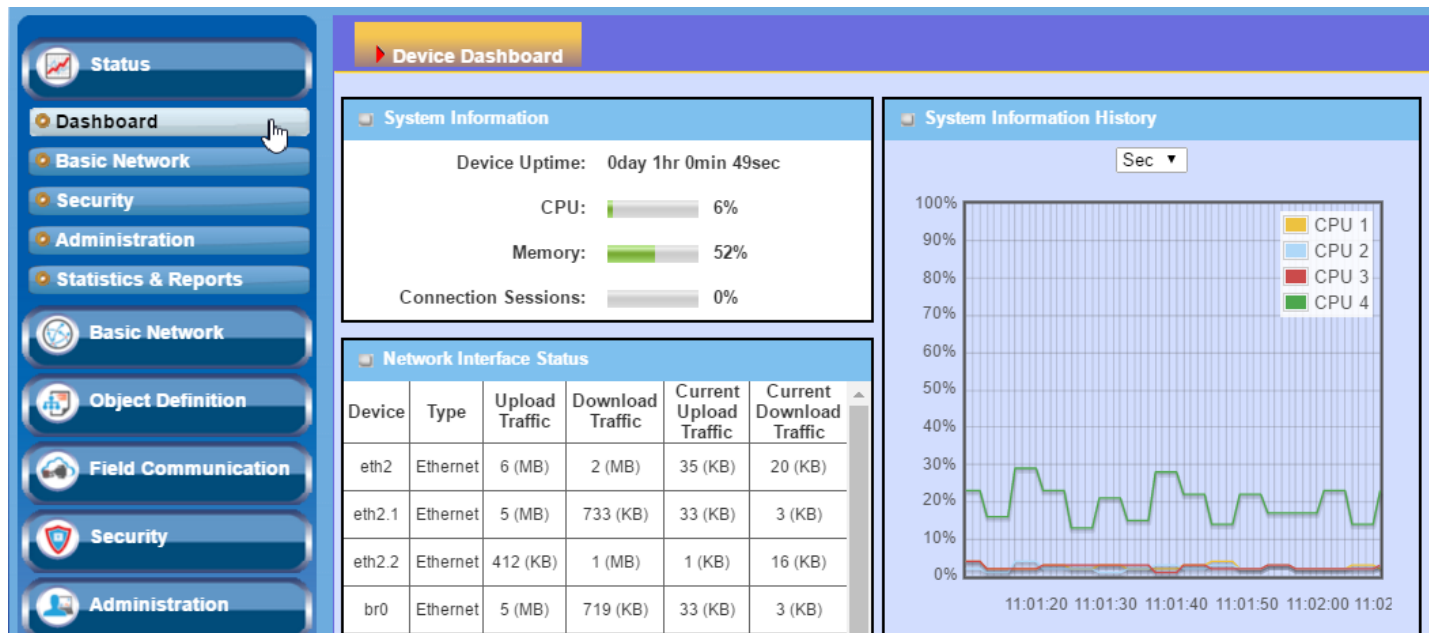 Status
Dashboard
Basic Network
Security
Administration
Statistics & Reports
Basic Network
Object Definition
Field Communication
Security
Administration
Device Dashboard
System Information
Device Uptime: 0day 1hr 0min 49sec
CPU: 6%
Memory: 52%
Connection Sessions: 0%
Network Interface Status
Device Type Upload Traffic Download Traffic Current Upload Traffic Current Download Traffic
eth2 Ethernet 6 (MB) 2 (MB) 35 (KB) 20 (KB)
eth2.1 Ethernet 5 (MB) 733 (KB) 33 (KB) 3 (KB)
eth2.2 Ethernet 412 (KB) 1 (MB) 1 (KB) 16 (KB)
br0 Ethernet 5 (MB) 719 (KB) 33 (KB) 3 (KB)
System Information History
Sec
100%
90%
80%
70%
60%
50%
40%
30%
20%
10%
0%
CPU 1
CPU 2
CPU 3
CPU 4
11:01:20 11:01:30 11:01:40 11:01:50 11:02:00 11:02